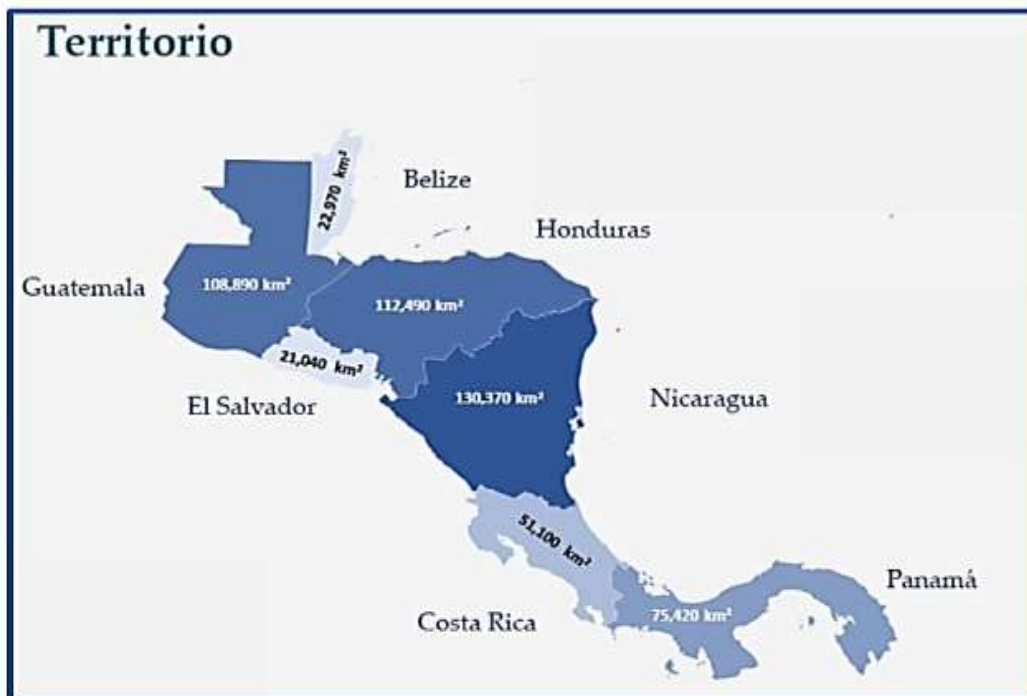 Territorio
22,970 km²
Belize
Honduras
Guatemala
108,890 km²
112,490 km²
21,040 km²
El Salvador
130,370 km²
Nicaragua
51,100 km²
Costa Rica
75,420 km²
Panamá